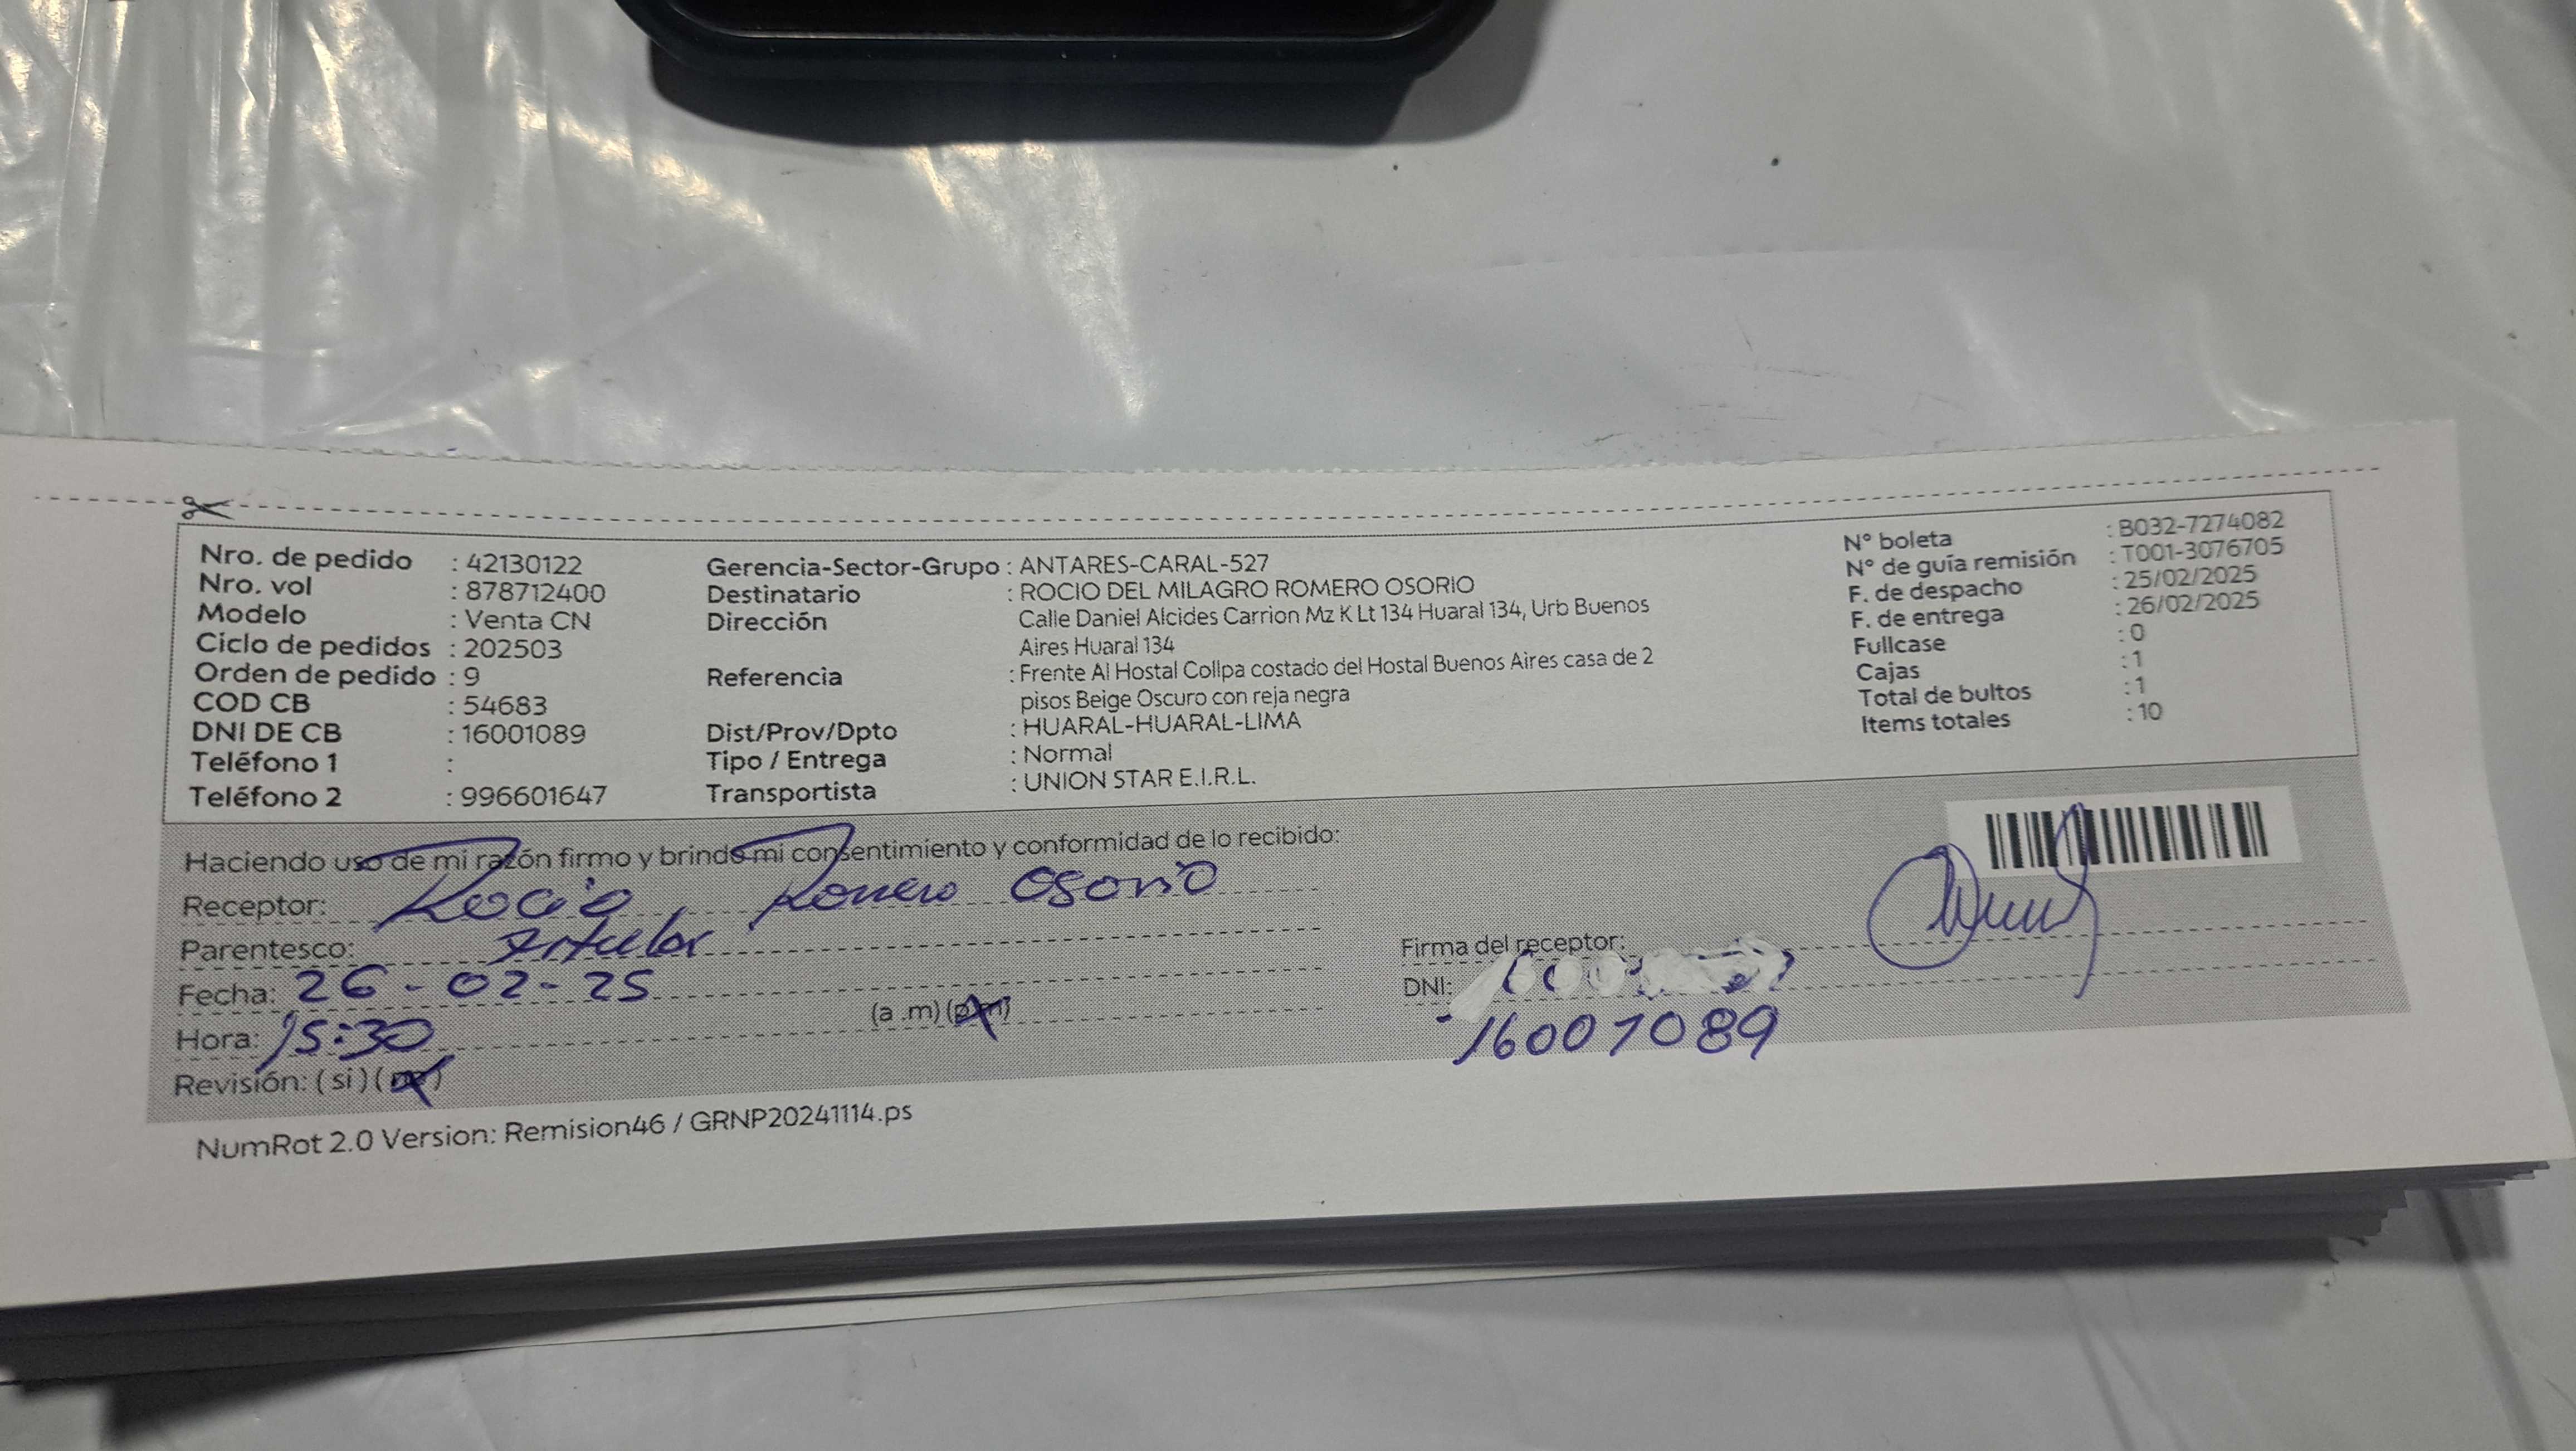 Nro. de pedido : 42130122
Nro. vol : 878712400
Modelo : Venta CN
Ciclo de pedidos : 202503
Orden de pedido : 9
COD CB : 54683
DNI DE CB : 16001089
Teléfono 1 :
Teléfono 2 : 996601647
Gerencia-Sector-Grupo : ANTARES-CARAL-527
Destinatario : ROCIO DEL MILAGRO ROMERO OSORIO
Dirección Calle Daniel Alcides Carrion Mz K Lt 134 Huaral 134, Urb Buenos
Aires Huaral 134
Referencia : Frente Al Hostal Collpa costado del Hostal Buenos Aires casa de 2
pisos Beige Oscuro con reja negra
Dist/Prov/Dpto : HUARAL-HUARAL-LIMA
Tipo / Entrega : Normal
Transportista : UNION STAR E.I.R.L.
N° boleta : B032-7274082
N° de guía remisión : T001-3076705
F. de despacho : 25/02/2025
F. de entrega : 26/02/2025
Fullcase : 0
Cajas : 1
Total de bultos : 1
Items totales : 10
Haciendo uso de mi razón firmo y brindo mi consentimiento y conformidad de lo recibido:
Receptor: Rocio Romero Osorio
Parentesco: Titular
Fecha: 26-02-25
Hora: 15:30 (a .m) (p.m)
Revisión: (si) (no)
Firma del receptor:
DNI:
16001089
NumRot 2.0 Version: Remision46 / GRNP20241114.ps